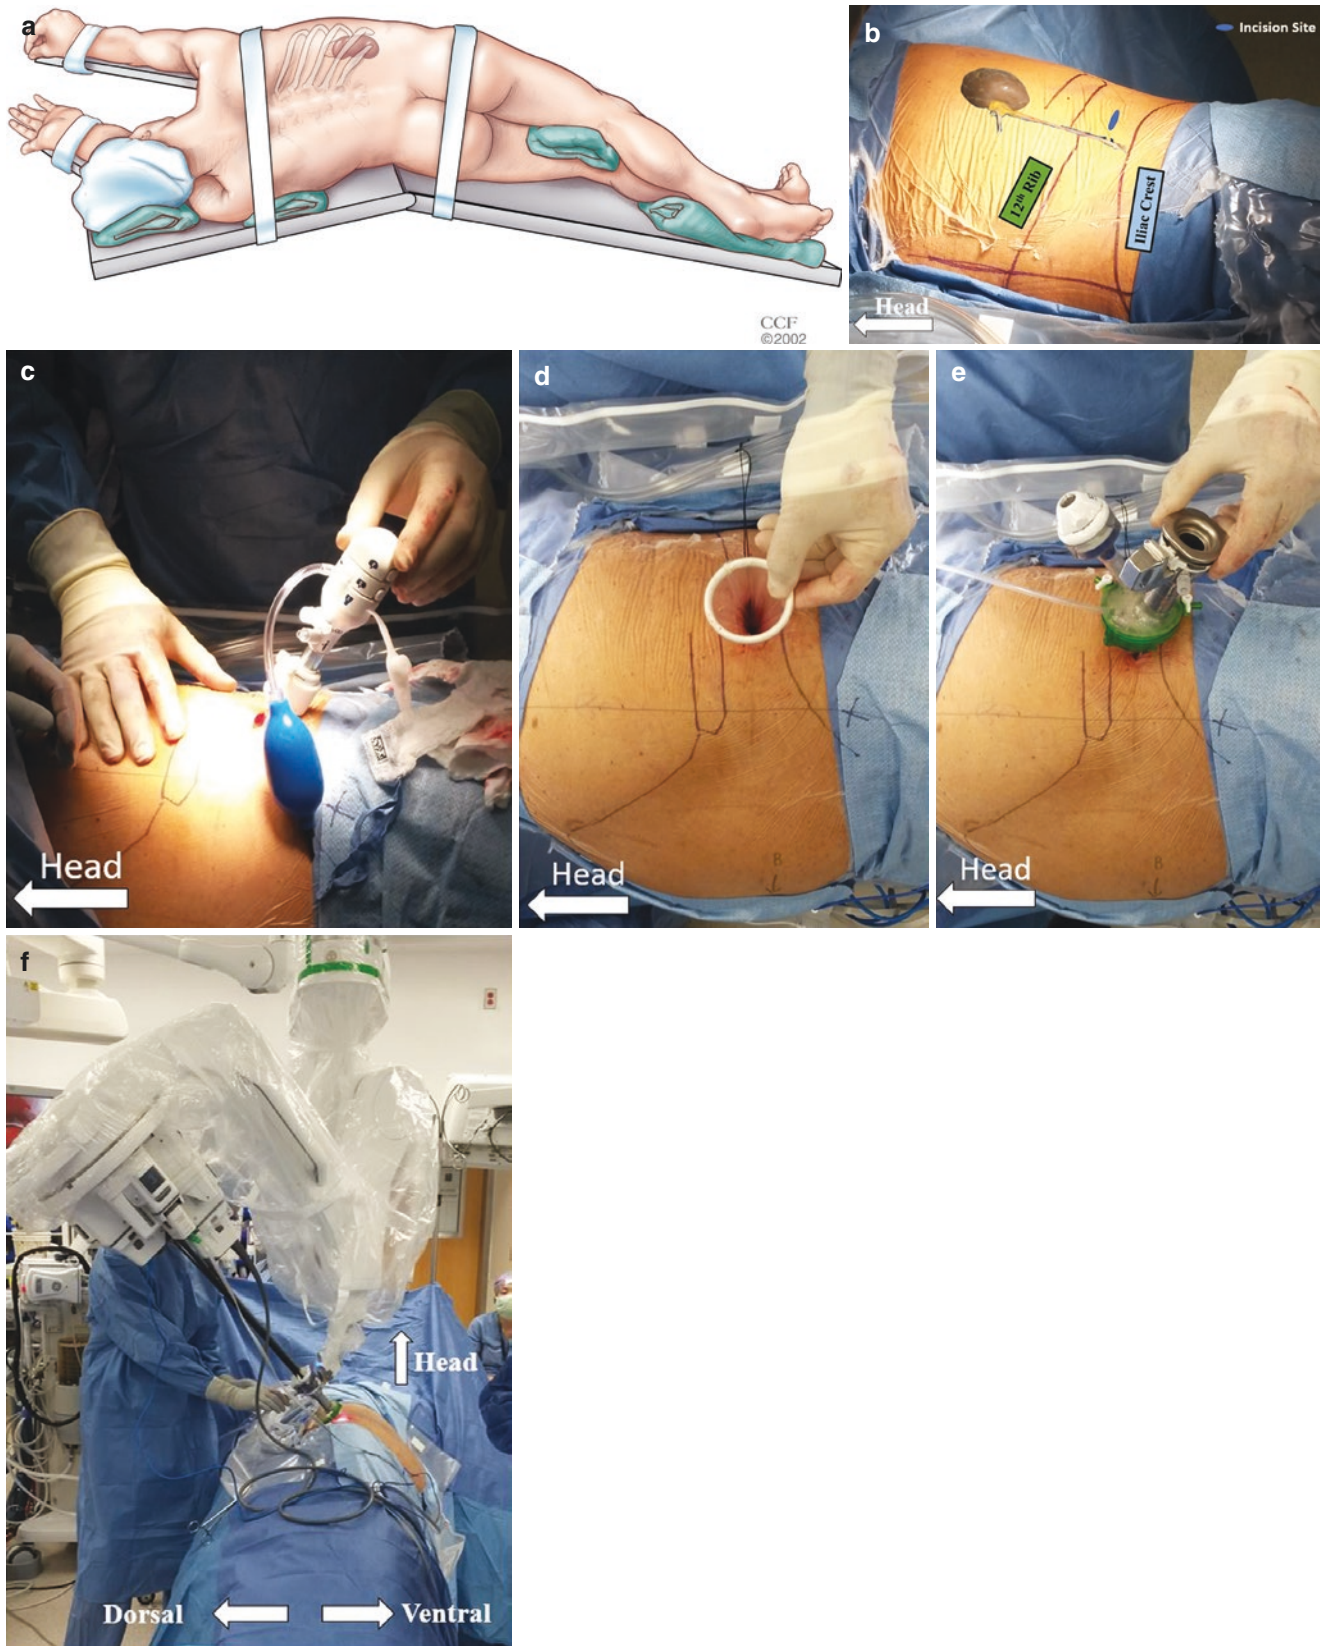 a
CCF
©2002
b
Incision Site
12th Rib
Iliac Crest
Head
c
Head
d
B
Head
e
B
Head
f
Head
Dorsal
Ventral